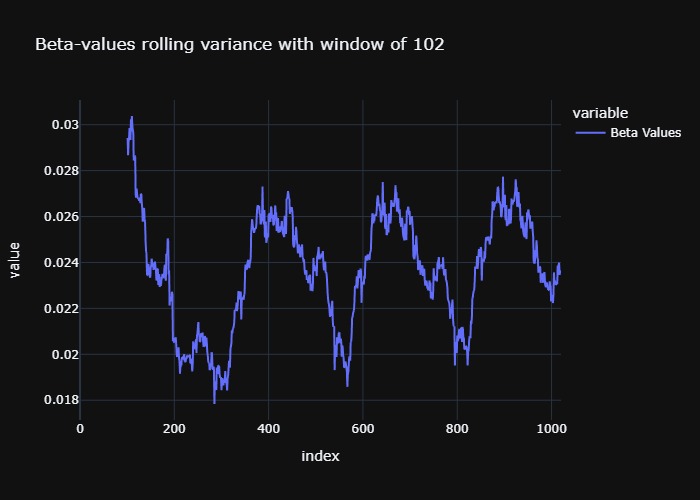 Beta-values rolling variance with window of 102
variable
Beta Values
value
0.03
0.028
0.026
0.024
0.022
0.02
0.018
0
200
400
600
800
1000
index